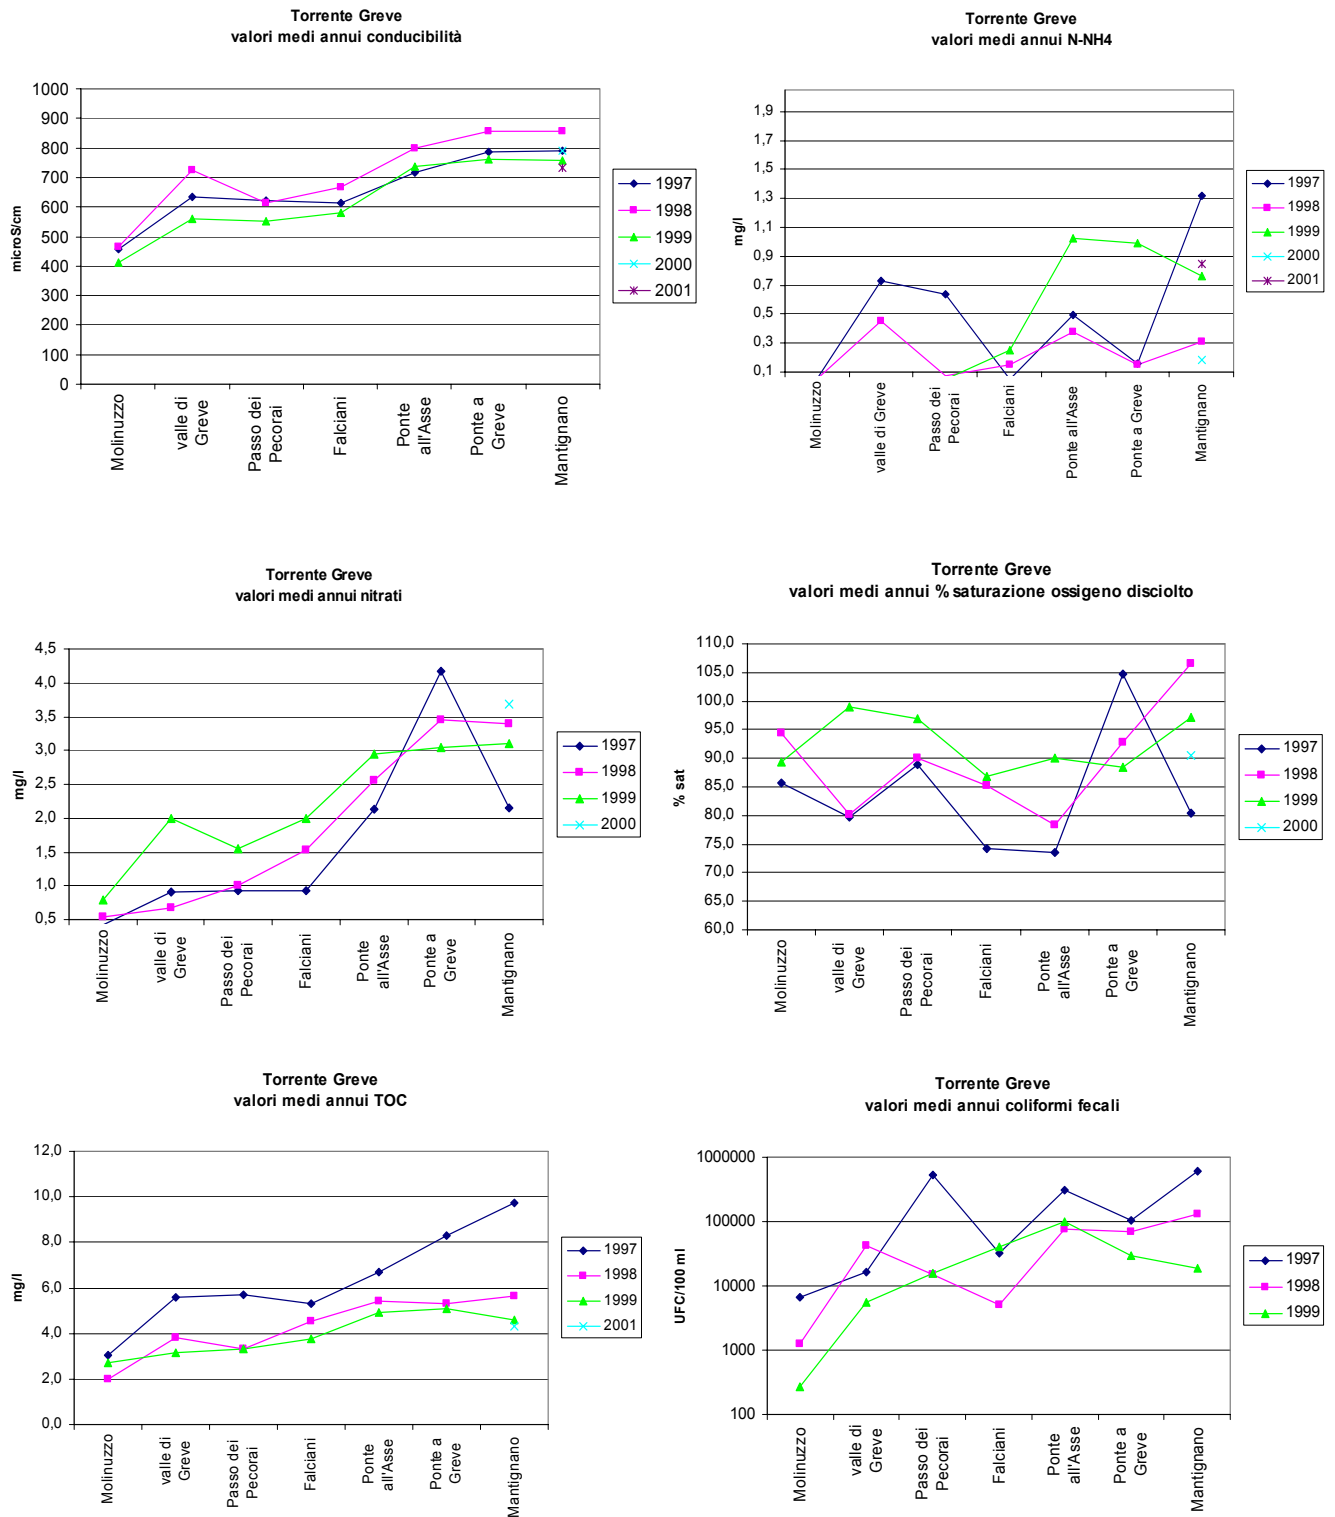 Torrente Greve
valori medi annui conducibilità
1000
900
800
700
600
500
400
300
200
100
0
microS/cm
Molinuzzo
valle di
Greve
Passo dei
Pecorai
Falciani
Ponte
all'Asse
Ponte a
Greve
Mantignano
1997
1998
1999
2000
2001
Torrente Greve
valori medi annui N-NH4
1,9
1,7
1,5
1,3
1,1
0,9
0,7
0,5
0,3
0,1
mg/l
Molinuzzo
valle di Greve
Passo dei
Pecorai
Falciani
Ponte all'Asse
Ponte a Greve
Mantignano
1997
1998
1999
2000
2001
Torrente Greve
valori medi annui nitrati
4,5
4,0
3,5
3,0
2,5
2,0
1,5
1,0
0,5
mg/l
Molinuzzo
valle di
Greve
Passo dei
Pecorai
Falciani
Ponte
all'Asse
Ponte a
Greve
Mantignano
1997
1998
1999
2000
Torrente Greve
valori medi annui % saturazione ossigeno disciolto
110,0
105,0
100,0
95,0
90,0
85,0
80,0
75,0
70,0
65,0
60,0
% sat
Molinuzzo
valle di
Greve
Passo dei
Pecorai
Falciani
Ponte
all'Asse
Ponte a
Greve
Mantignano
1997
1998
1999
2000
Torrente Greve
valori medi annui TOC
12,0
10,0
8,0
6,0
4,0
2,0
0,0
mg/l
Molinuzzo
valle di
Greve
Passo dei
Pecorai
Falciani
Ponte
all'Asse
Ponte a
Greve
Mantignano
1997
1998
1999
2001
Torrente Greve
valori medi annui coliformi fecali
1000000
100000
10000
1000
100
UFC/100 ml
Molinuzzo
valle di
Greve
Passo dei
Pecorai
Falciani
Ponte
all'Asse
Ponte a
Greve
Mantignano
1997
1998
1999